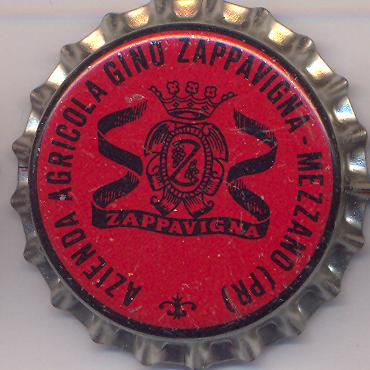 AZIENDA AGRICOLA GINO ZAPPAVIGNA - MEZZANO (PR)
ZAPPAVIGNA